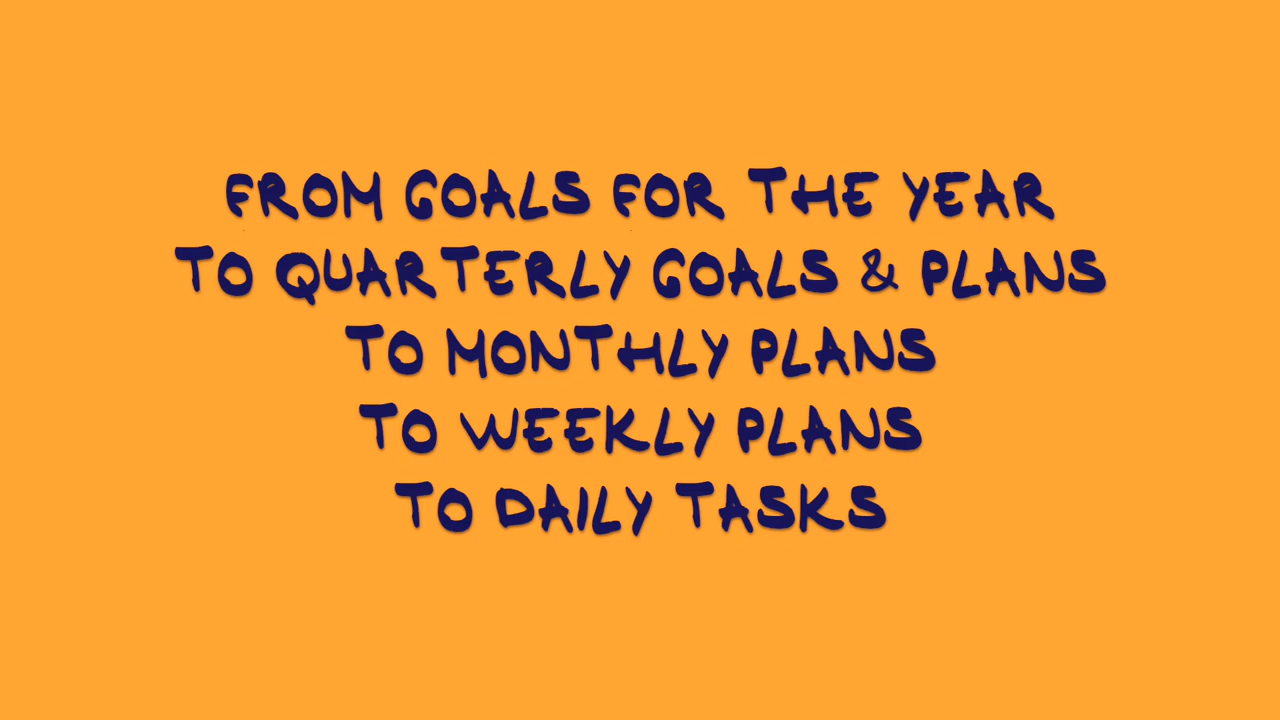 FROM GOALS FOR THE YEAR
TO QUARTERLY GOALS & PLANS
TO MONTHLY PLANS
TO WEEKLY PLANS
TO DAILY TASKS